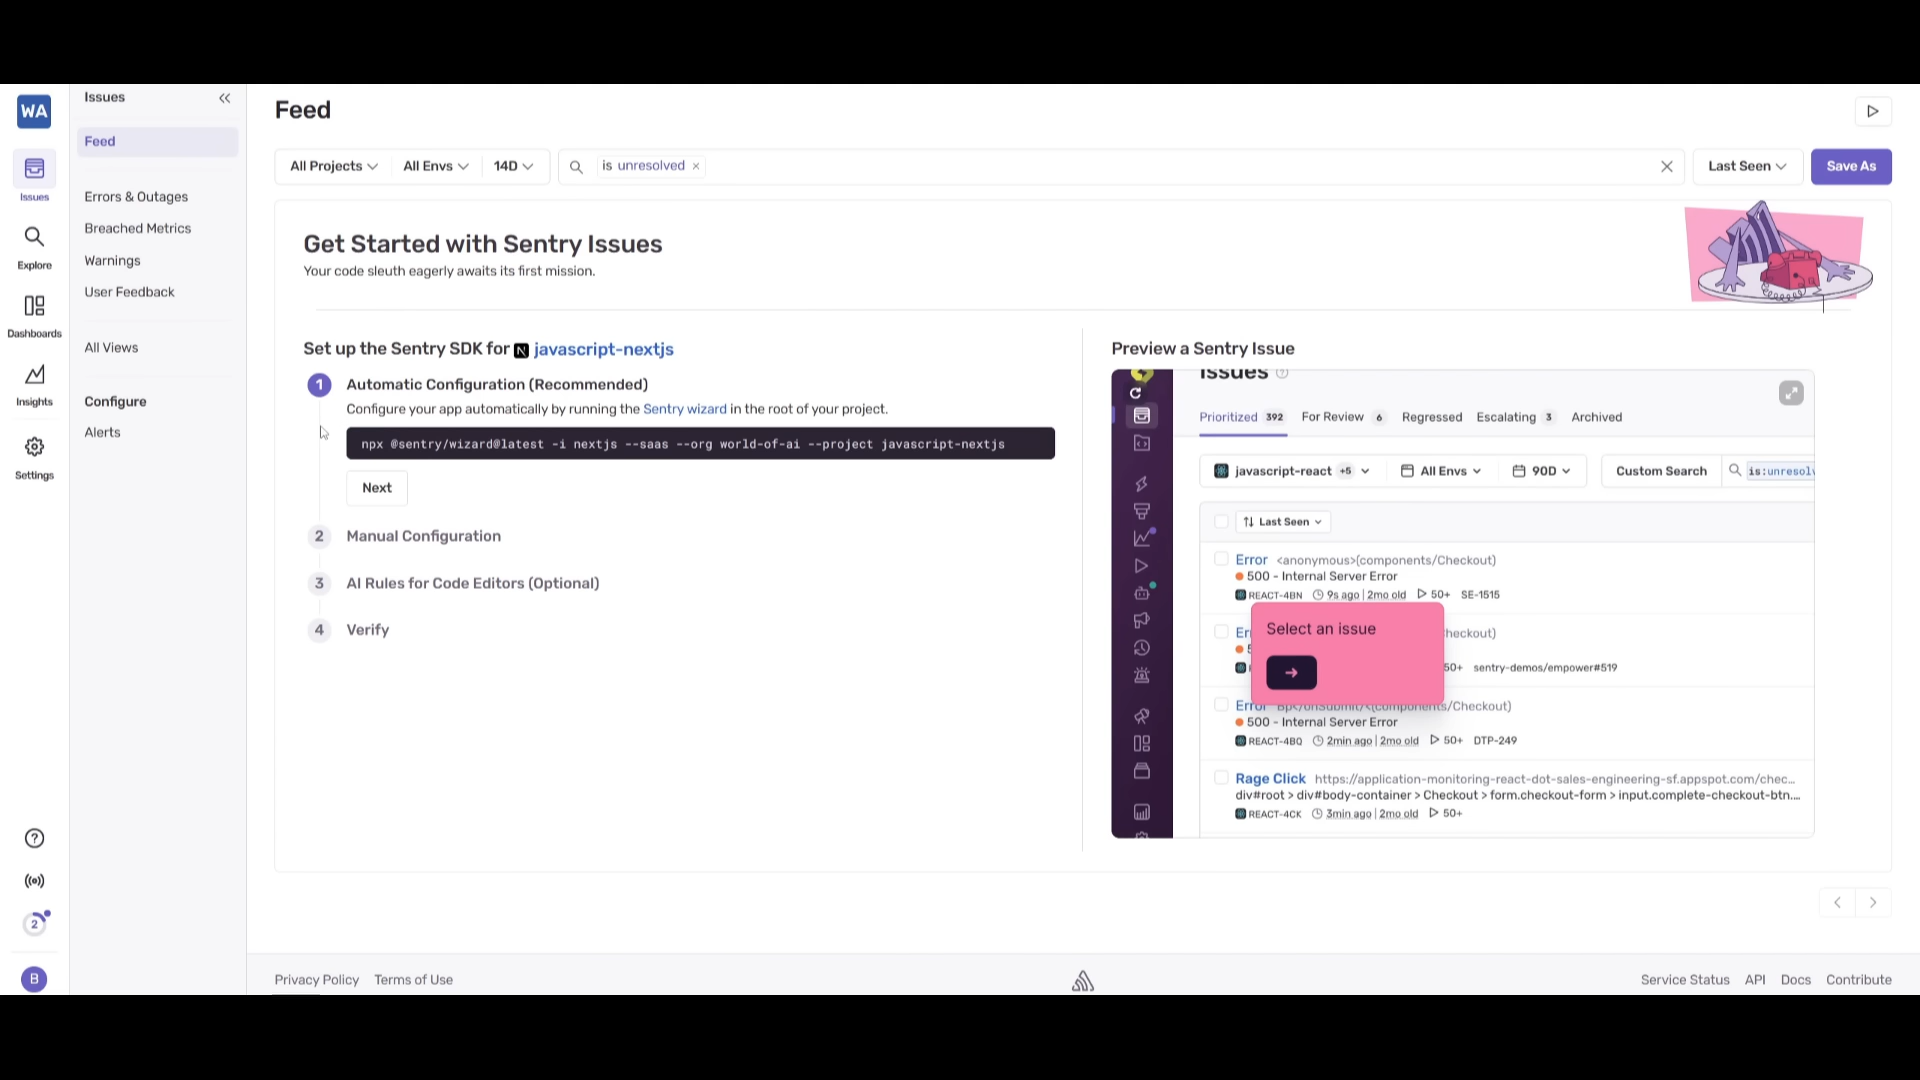 WA
Issues
Explore
Dashboards
Insights
Settings
2
B
Issues
Feed
Errors & Outages
Breached Metrics
Warnings
User Feedback
All Views
Configure
Alerts
Feed
All Projects
All Envs
14D
is unresolved ×
Last Seen
Save As
Get Started with Sentry Issues
Your code sleuth eagerly awaits its first mission.
Set up the Sentry SDK for N javascript-nextjs
1 Automatic Configuration (Recommended)
Configure your app automatically by running the Sentry wizard in the root of your project.
npx @sentry/wizard@latest -i nextjs --saas --org world-of-ai --project javascript-nextjs
Next
2 Manual Configuration
3 AI Rules for Code Editors (Optional)
4 Verify
Preview a Sentry Issue
Issues
Prioritized 392 For Review 6 Regressed Escalating 3 Archived
javascript-react +5 All Envs 90D Custom Search is:unresolv
Last Seen
Error <anonymous>(components/Checkout)
500 - Internal Server Error
REACT-4BN 9s ago | 2mo old 50+ SE-1515
heckout)
50+ sentry-demos/empower#519
Select an issue
Error
/Checkout)
500 - Internal Server Error
REACT-4BQ 2min ago | 2mo old 50+ DTP-249
Rage Click https://application-monitoring-react-dot-sales-engineering-sf.appspot.com/chec...
div#root > div#body-container > Checkout > form.checkout-form > input.complete-checkout-btn....
REACT-4CK 3min ago | 2mo old 50+
Privacy Policy Terms of Use
Service Status API Docs Contribute